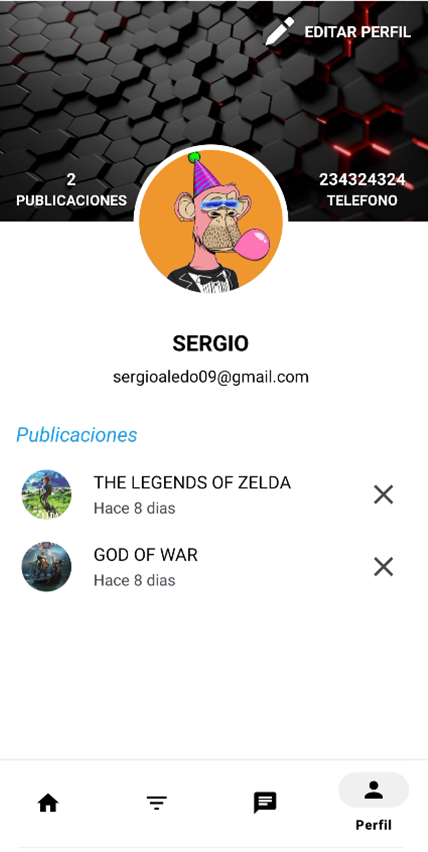 EDITAR PERFIL
2
PUBLICACIONES
234324324
TELEFONO
SERGIO
sergioaledo09@gmail.com
Publicaciones
THE LEGENDS OF ZELDA
Hace 8 dias
GOD OF WAR
Hace 8 dias
Perfil